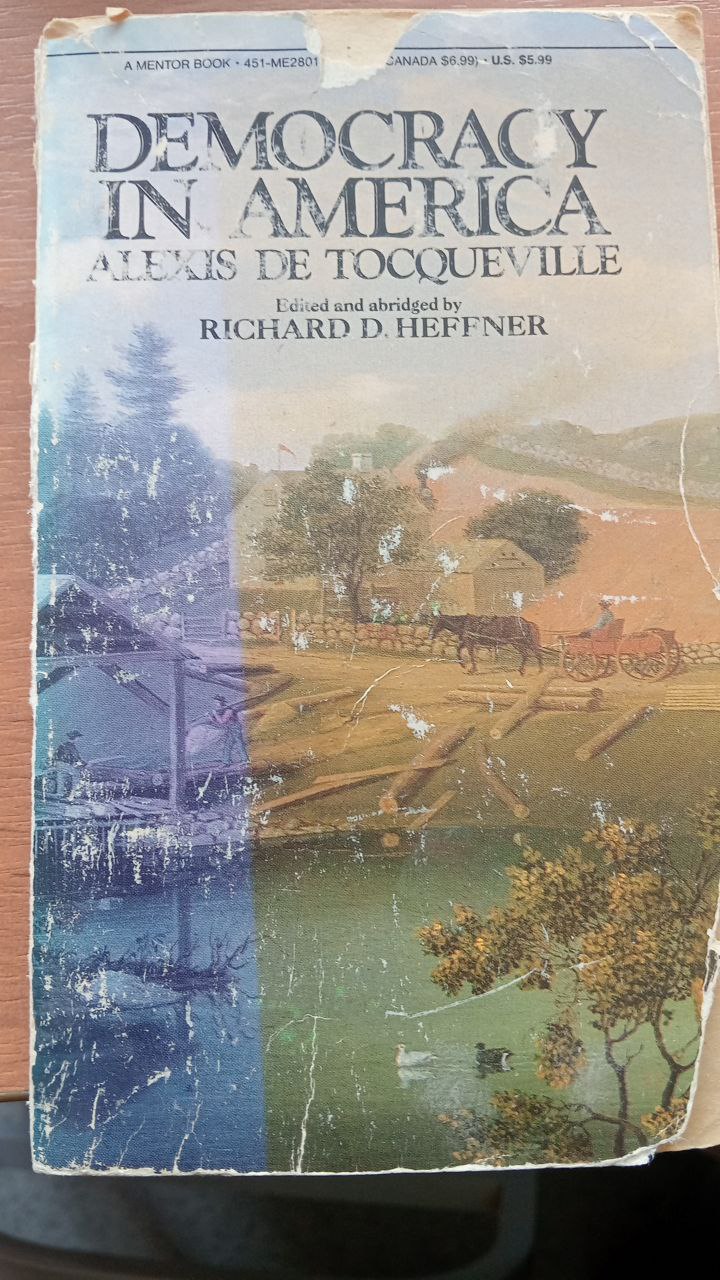 A MENTOR BOOK • 451-ME2801 CANADA $6.99) • U.S. $5.99
DEMOCRACY
IN AMERICA
ALEXIS DE TOCQUEVILLE
Edited and abridged by
RICHARD D. HEFFNER